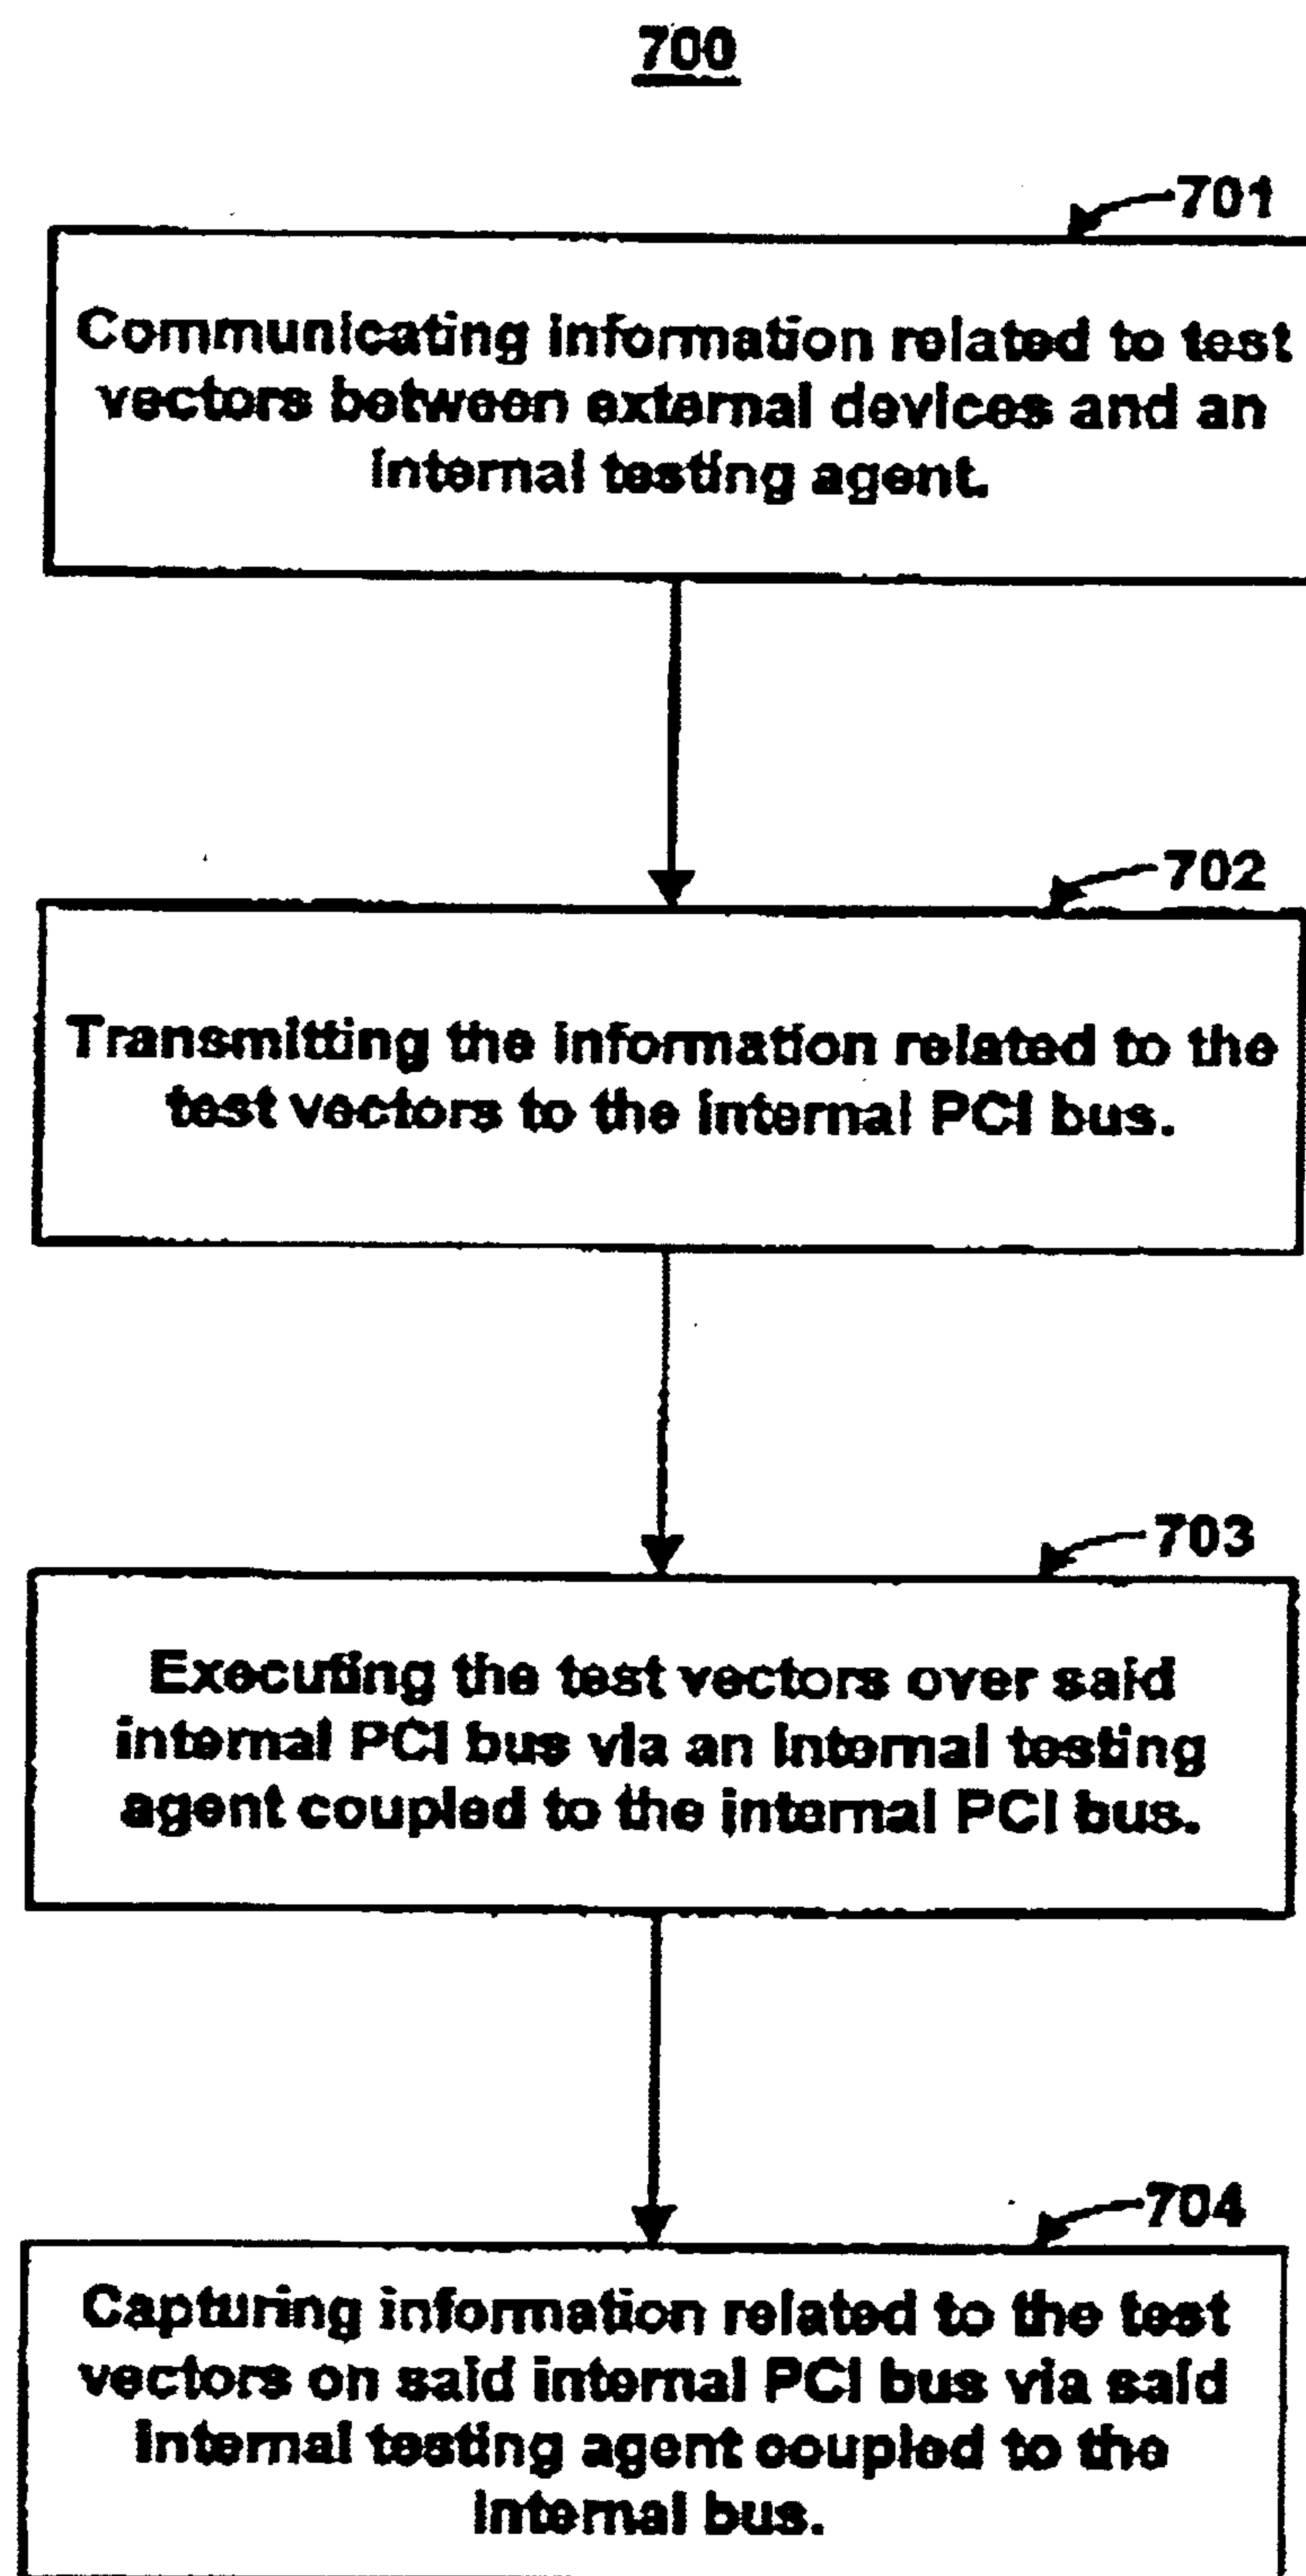 700
701
Communicating information related to test
vectors between external devices and an
internal testing agent.
702
Transmitting the information related to the
test vectors to the internal PCI bus.
703
Executing the test vectors over said
internal PCI bus via an internal testing
agent coupled to the internal PCI bus.
704
Capturing information related to the test
vectors on said internal PCI bus via said
internal testing agent coupled to the
internal bus.